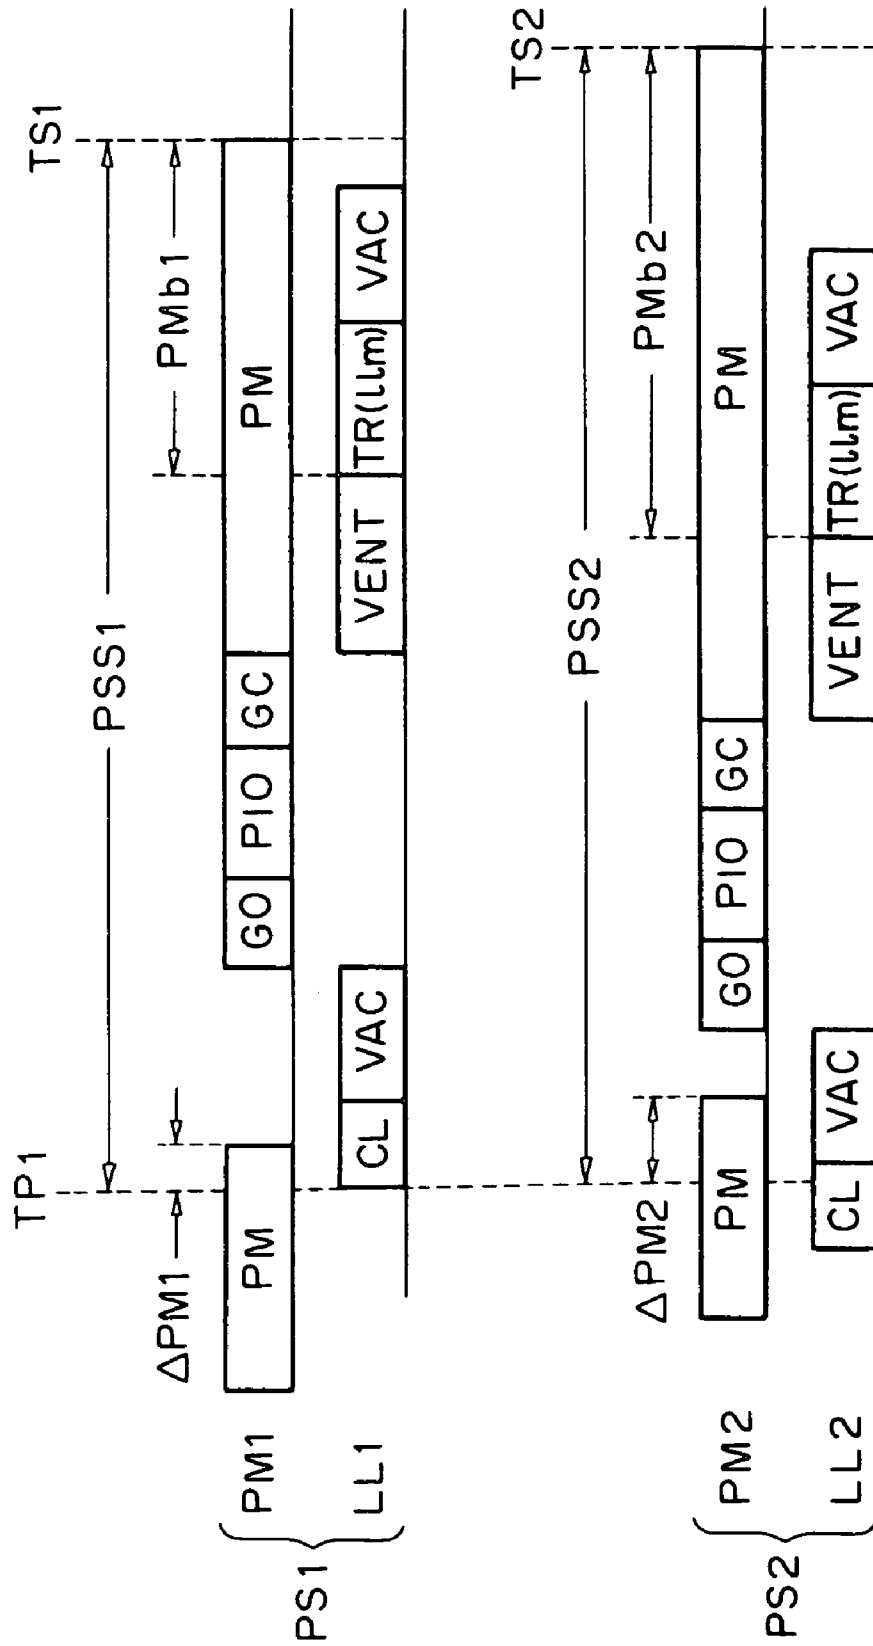 TP1 TS1
PSS1
ΔPM1 PMb1
PM1 PM GO PIO GC PM
LL1 CL VAC VENT TR(LLm) VAC
PS1
TS2
PSS2
ΔPM2 PMb2
PM2 PM GO PIO GC PM
LL2 CL VAC VENT TR(LLm) VAC
PS2